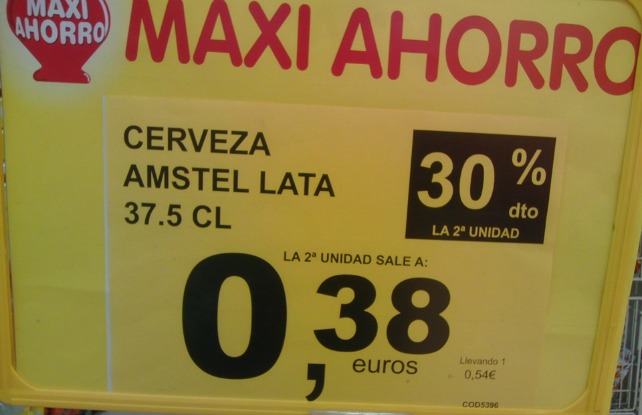 MAXI
AHORRO
MAXI AHORRO
CERVEZA
AMSTEL LATA
37.5 CL
30 % dto
LA 2ª UNIDAD
LA 2ª UNIDAD SALE A:
0,38
euros
Llevando 1
0,54€
COD5396